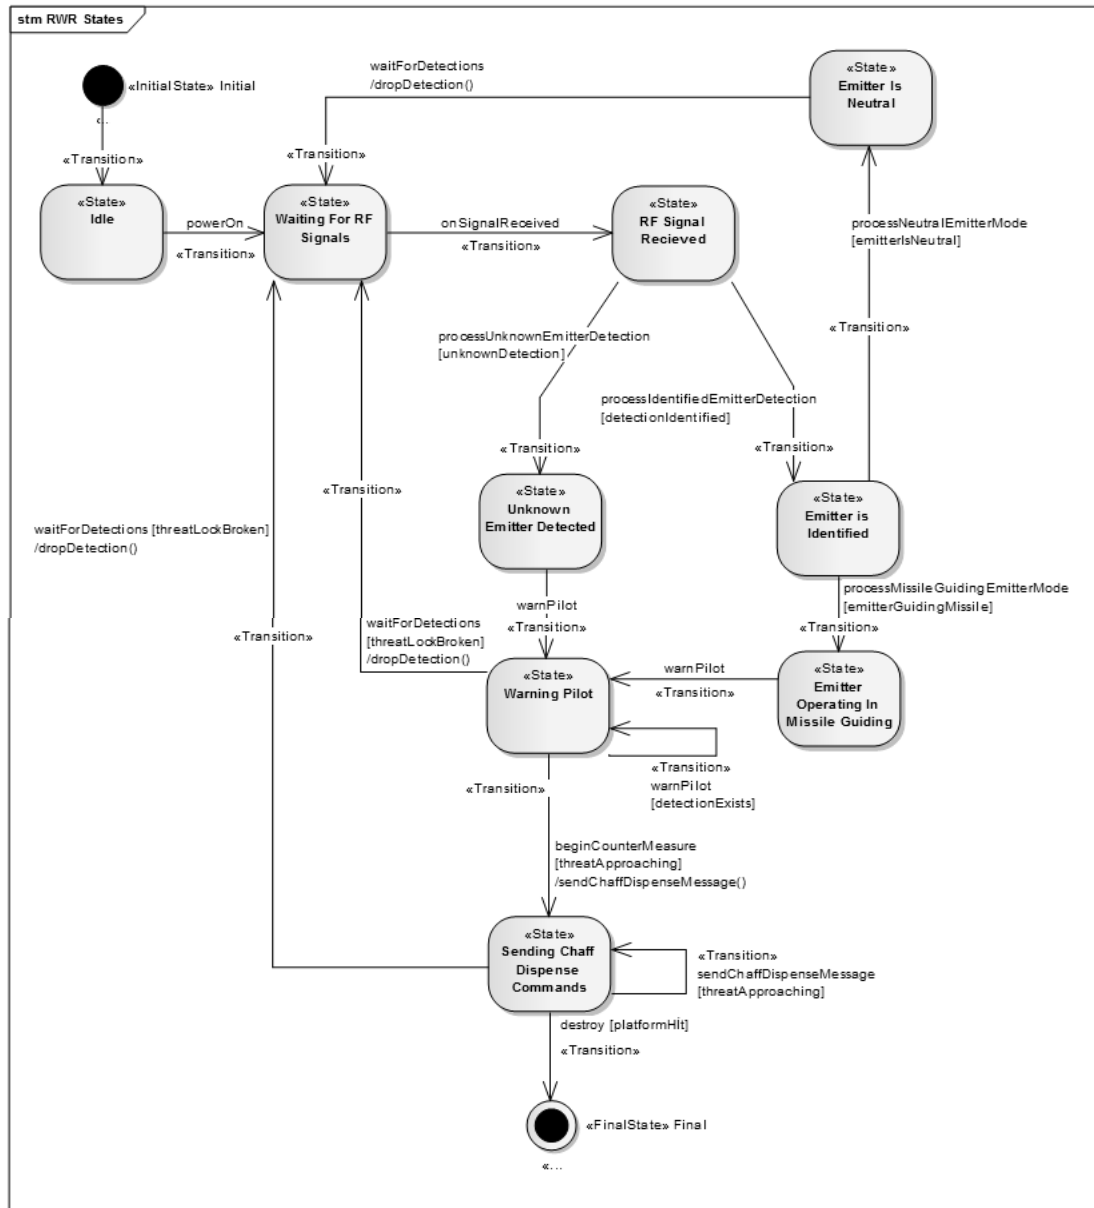 stm RWR States
«InitialState» Initial
«...
«Transition»
waitForDetections
/dropDetection()
«Transition»
«State»
Emitter Is
Neutral
«State»
Idle
powerOn
«Transition»
«State»
Waiting For RF
Signals
onSignalReceived
«Transition»
«State»
RF Signal
Recieved
processNeutralEmitterMode
[emitterIsNeutral]
«Transition»
processUnknownEmitterDetection
[unknownDetection]
processIdentifiedEmitterDetection
[detectionIdentified]
«Transition»
«Transition»
«Transition»
«State»
Unknown
Emitter Detected
«State»
Emitter is
Identified
waitForDetections [threatLockBroken]
/dropDetection()
«Transition»
warnPilot
«Transition»
processMissileGuidingEmitterMode
[emitterGuidingMissile]
«Transition»
waitForDetections
[threatLockBroken]
/dropDetection()
«State»
Warning Pilot
warnPilot
«Transition»
«State»
Emitter
Operating In
Missile Guiding
«Transition»
warnPilot
[detectionExists]
«Transition»
beginCounterMeasure
[threatApproaching]
/sendChaffDispenseMessage()
«State»
Sending Chaff
Dispense
Commands
«Transition»
sendChaffDispenseMessage
[threatApproaching]
destroy [platformHİt]
«Transition»
«FinalState» Final
«...